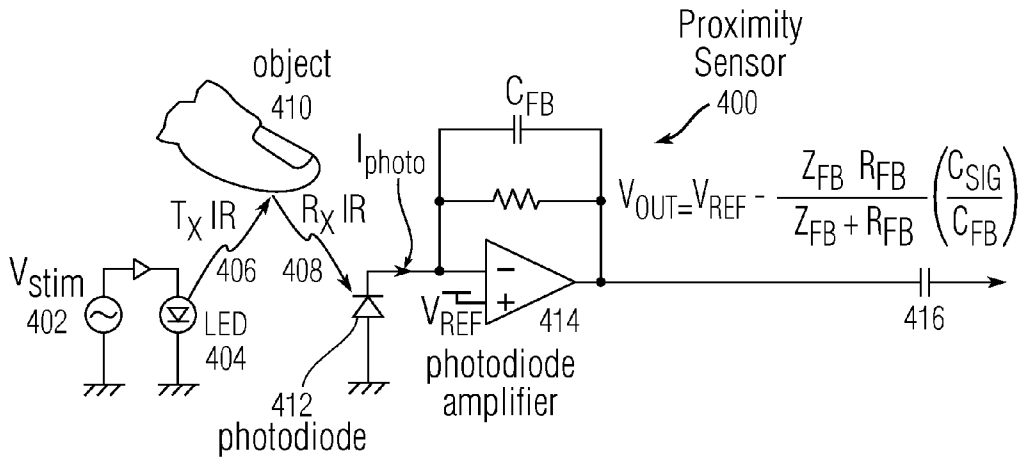 Proximity
Sensor
400
object
410
C_FB
I_photo
V_OUT=V_REF - Z_FB R_FB / Z_FB + R_FB (C_SIG / C_FB)
T_X IR
R_X IR
406
408
V_stim
402
LED
404
−
+
V_REF
414
416
photodiode
amplifier
412
photodiode